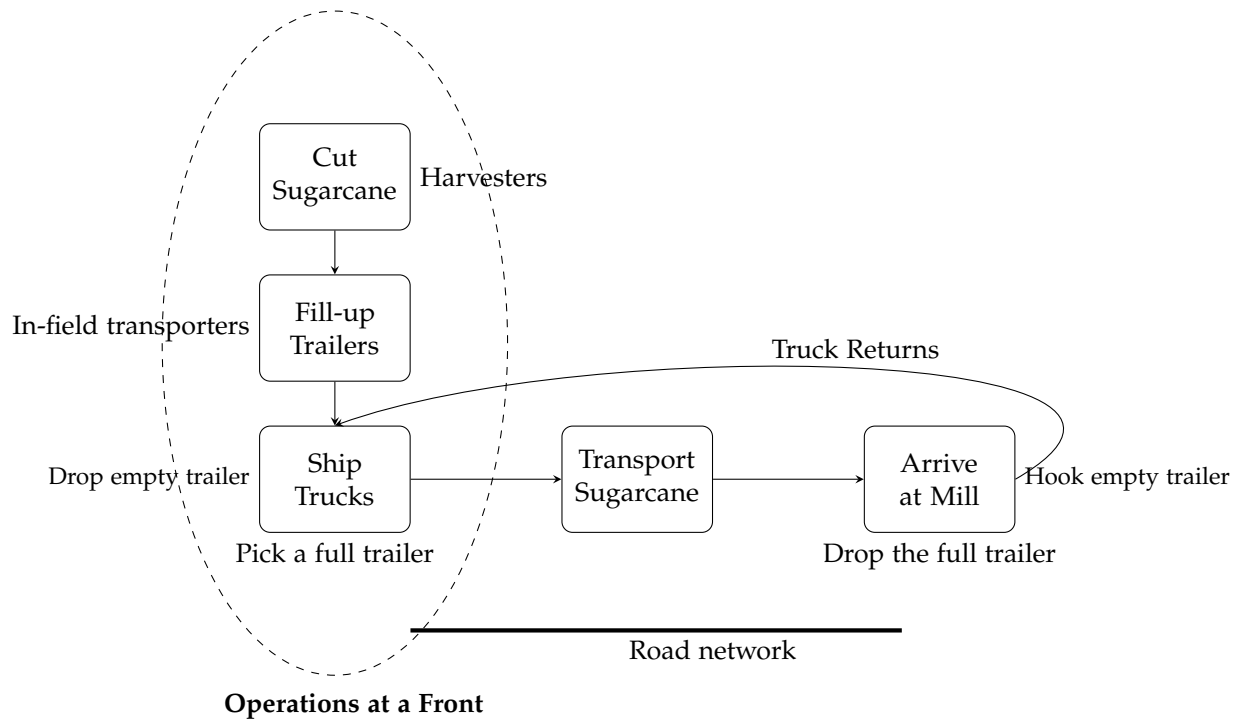 Cut
Sugarcane
Harvesters
Fill-up
Trailers
In-field transporters
Truck Returns
Drop empty trailer
Ship
Trucks
Transport
Sugarcane
Arrive
at Mill
Hook empty trailer
Pick a full trailer
Drop the full trailer
Road network
Operations at a Front